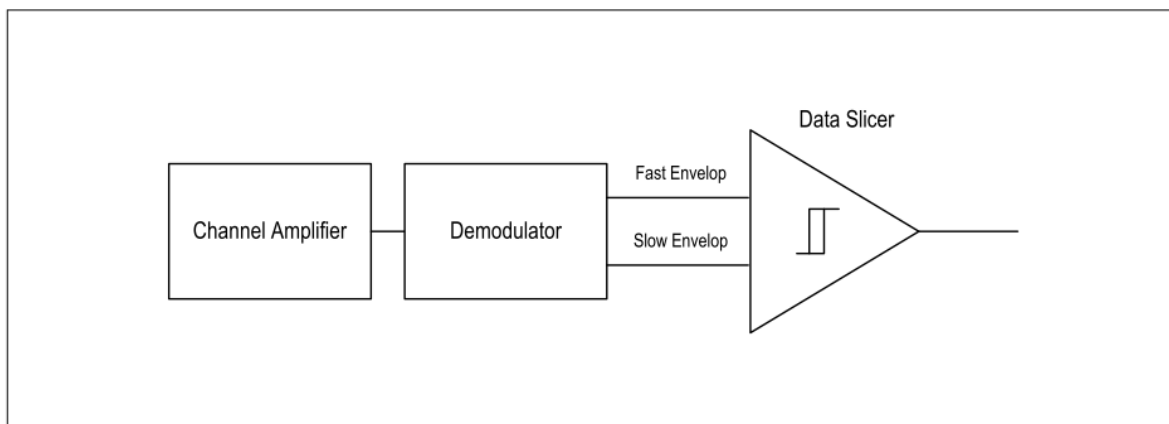 Data Slicer
Fast Envelop
Channel Amplifier
Demodulator
Slow Envelop